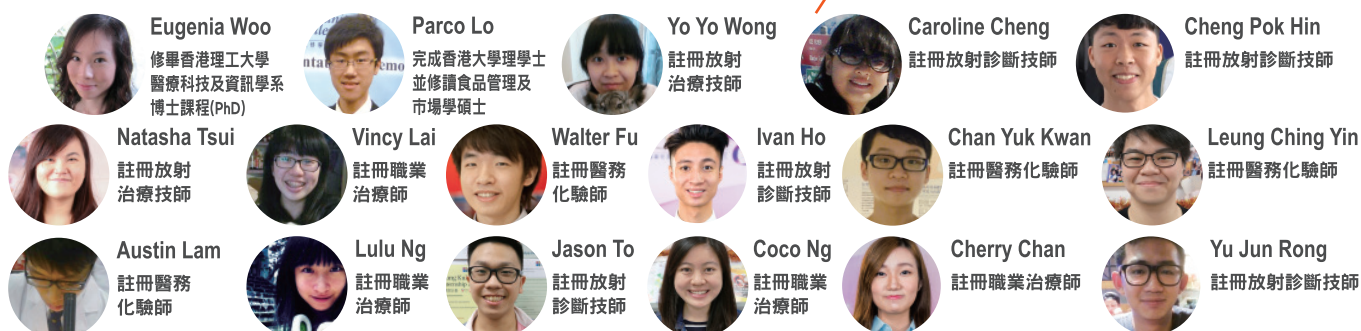 Eugenia Woo
修畢香港理工大學
醫療科技及資訊學系
博士課程(PhD)
Parco Lo
完成香港大學理學士
並修讀食品管理及
市場學碩士
Yo Yo Wong
註冊放射
治療技師
Caroline Cheng
註冊放射診斷技師
Cheng Pok Hin
註冊放射診斷技師
Natasha Tsui
註冊放射
治療技師
Vincy Lai
註冊職業
治療師
Walter Fu
註冊醫務
化驗師
Ivan Ho
註冊放射
診斷技師
Chan Yuk Kwan
註冊醫務化驗師
Leung Ching Yin
註冊醫務化驗師
Austin Lam
註冊醫務
化驗師
Lulu Ng
註冊職業
治療師
Jason To
註冊放射
診斷技師
Coco Ng
註冊職業
治療師
Cherry Chan
註冊職業治療師
Yu Jun Rong
註冊放射診斷技師